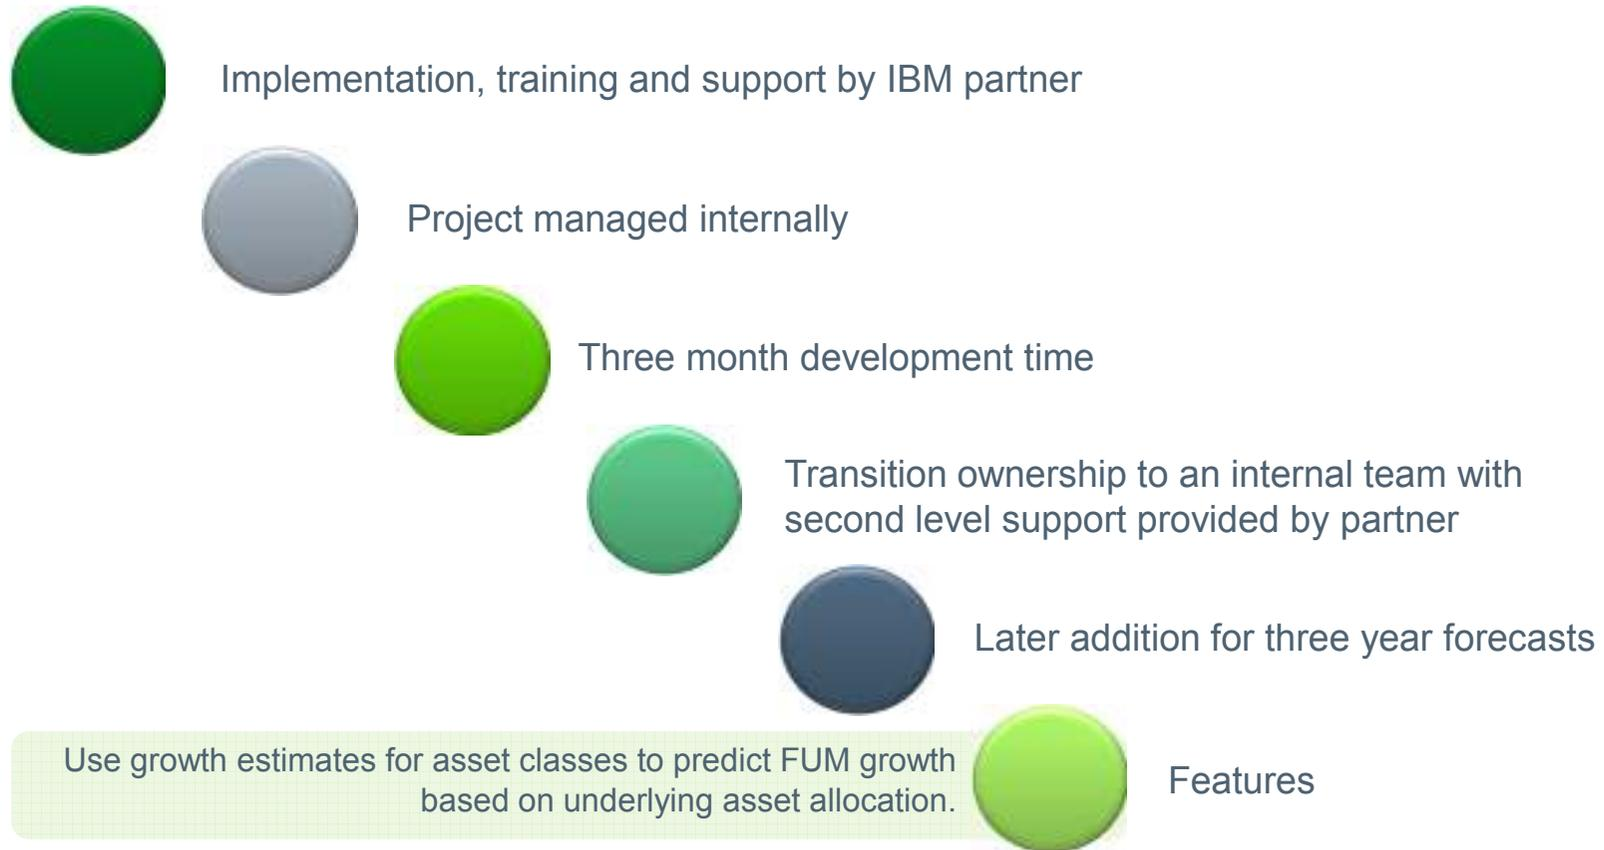 Implementation, training and support by IBM partner
Project managed internally
Three month development time
Transition ownership to an internal team with
second level support provided by partner
Later addition for three year forecasts
Use growth estimates for asset classes to predict FUM growth
based on underlying asset allocation.
Features